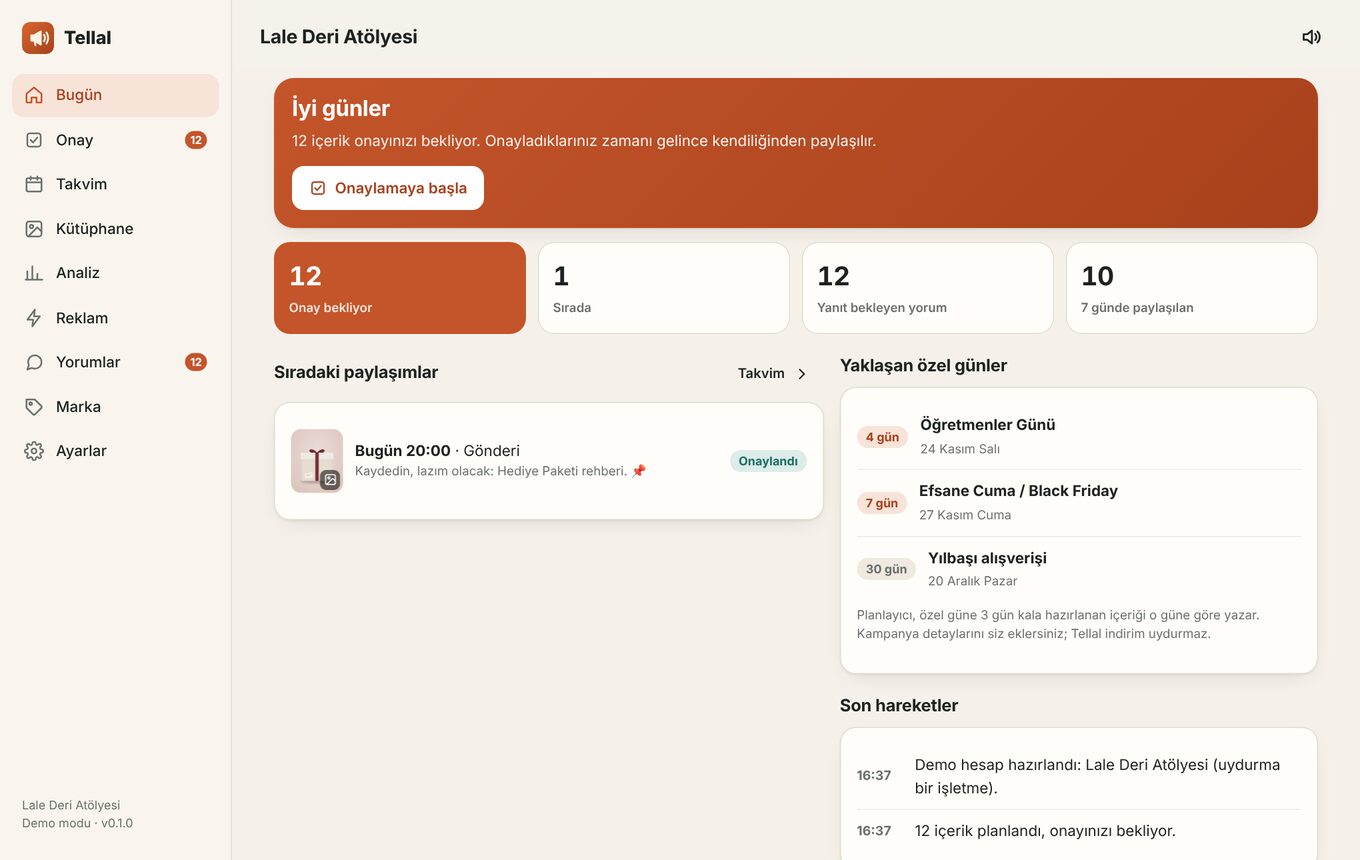 Tellal
Bugün
Onay 12
Takvim
Kütüphane
Analiz
Reklam
Yorumlar 12
Marka
Ayarlar
Lale Deri Atölyesi
Demo modu · v0.1.0
Lale Deri Atölyesi
İyi günler
12 içerik onayınızı bekliyor. Onayladıklarınız zamanı gelince kendiliğinden paylaşılır.
Onaylamaya başla
12
Onay bekliyor
1
Sırada
12
Yanıt bekleyen yorum
10
7 günde paylaşılan
Sıradaki paylaşımlar
Takvim
Bugün 20:00 · Gönderi
Kaydedin, lazım olacak: Hediye Paketi rehberi. 📌
Onaylandı
Yaklaşan özel günler
4 gün
Öğretmenler Günü
24 Kasım Salı
7 gün
Efsane Cuma / Black Friday
27 Kasım Cuma
30 gün
Yılbaşı alışverişi
20 Aralık Pazar
Planlayıcı, özel güne 3 gün kala hazırlanan içeriği o güne göre yazar.
Kampanya detaylarını siz eklersiniz; Tellal indirim uydurmaz.
Son hareketler
16:37
Demo hesap hazırlandı: Lale Deri Atölyesi (uydurma
bir işletme).
16:37
12 içerik planlandı, onayınızı bekliyor.